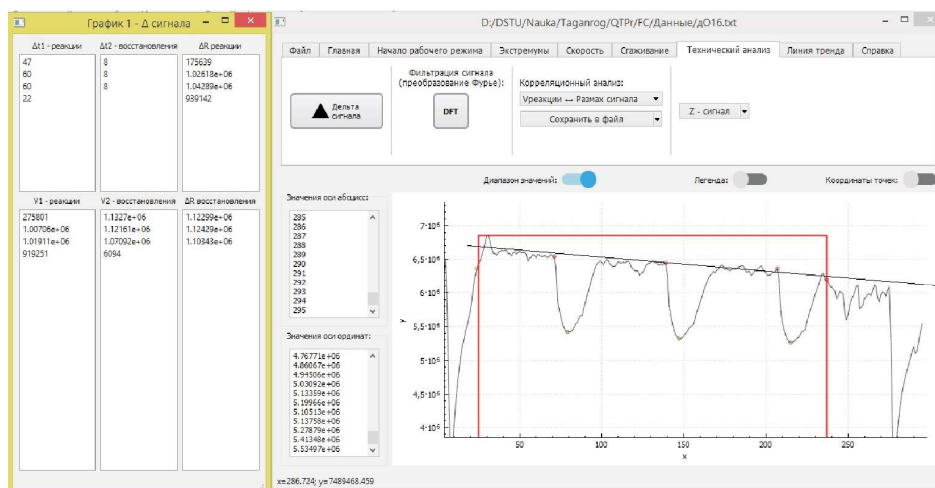 График 1 - Δ сигнала
Δt1 - реакции Δt2 - восстановления ΔR реакции
47 8 175639
60 8 1.02618e+06
60 8 1.04289e+06
22 939142
V1 - реакции V2 - восстановления ΔR восстановления
275801 1.1327e+06 1.12299e+06
1.00706e+06 1.12161e+06 1.12429e+06
1.01911e+06 1.07092e+06 1.10343e+06
919251 6094
D:/DSTU/Nauka/Taganrog/QTPr/FC/Данные/дО16.txt
Файл Главная Начало рабочего режима Экстремумы Скорость Сглаживание Технический анализ Линия тренда Справка
Дельта
сигнала
Фильтрация сигнала
(преобразование Фурье):
DFT
Корреляционный анализ:
Vреакции ↔ Размах сигнала
Сохранить в файл
Z - сигнал
Диапазон значений: Легенда: Координаты точек:
Значения оси абсцисс:
285
286
287
288
289
290
291
292
293
294
295
Значения оси ординат:
4.76771e+06
4.86067e+06
4.94506e+06
5.03092e+06
5.13359e+06
5.19966e+06
5.10513e+06
5.13758e+06
5.27879e+06
5.41348e+06
5.53497e+06
7·10⁶
6,5·10⁶
6·10⁶
5,5·10⁶
5·10⁶
4,5·10⁶
4·10⁶
y
50 100 150 200 250
x
x=286.724; y=7489468.459